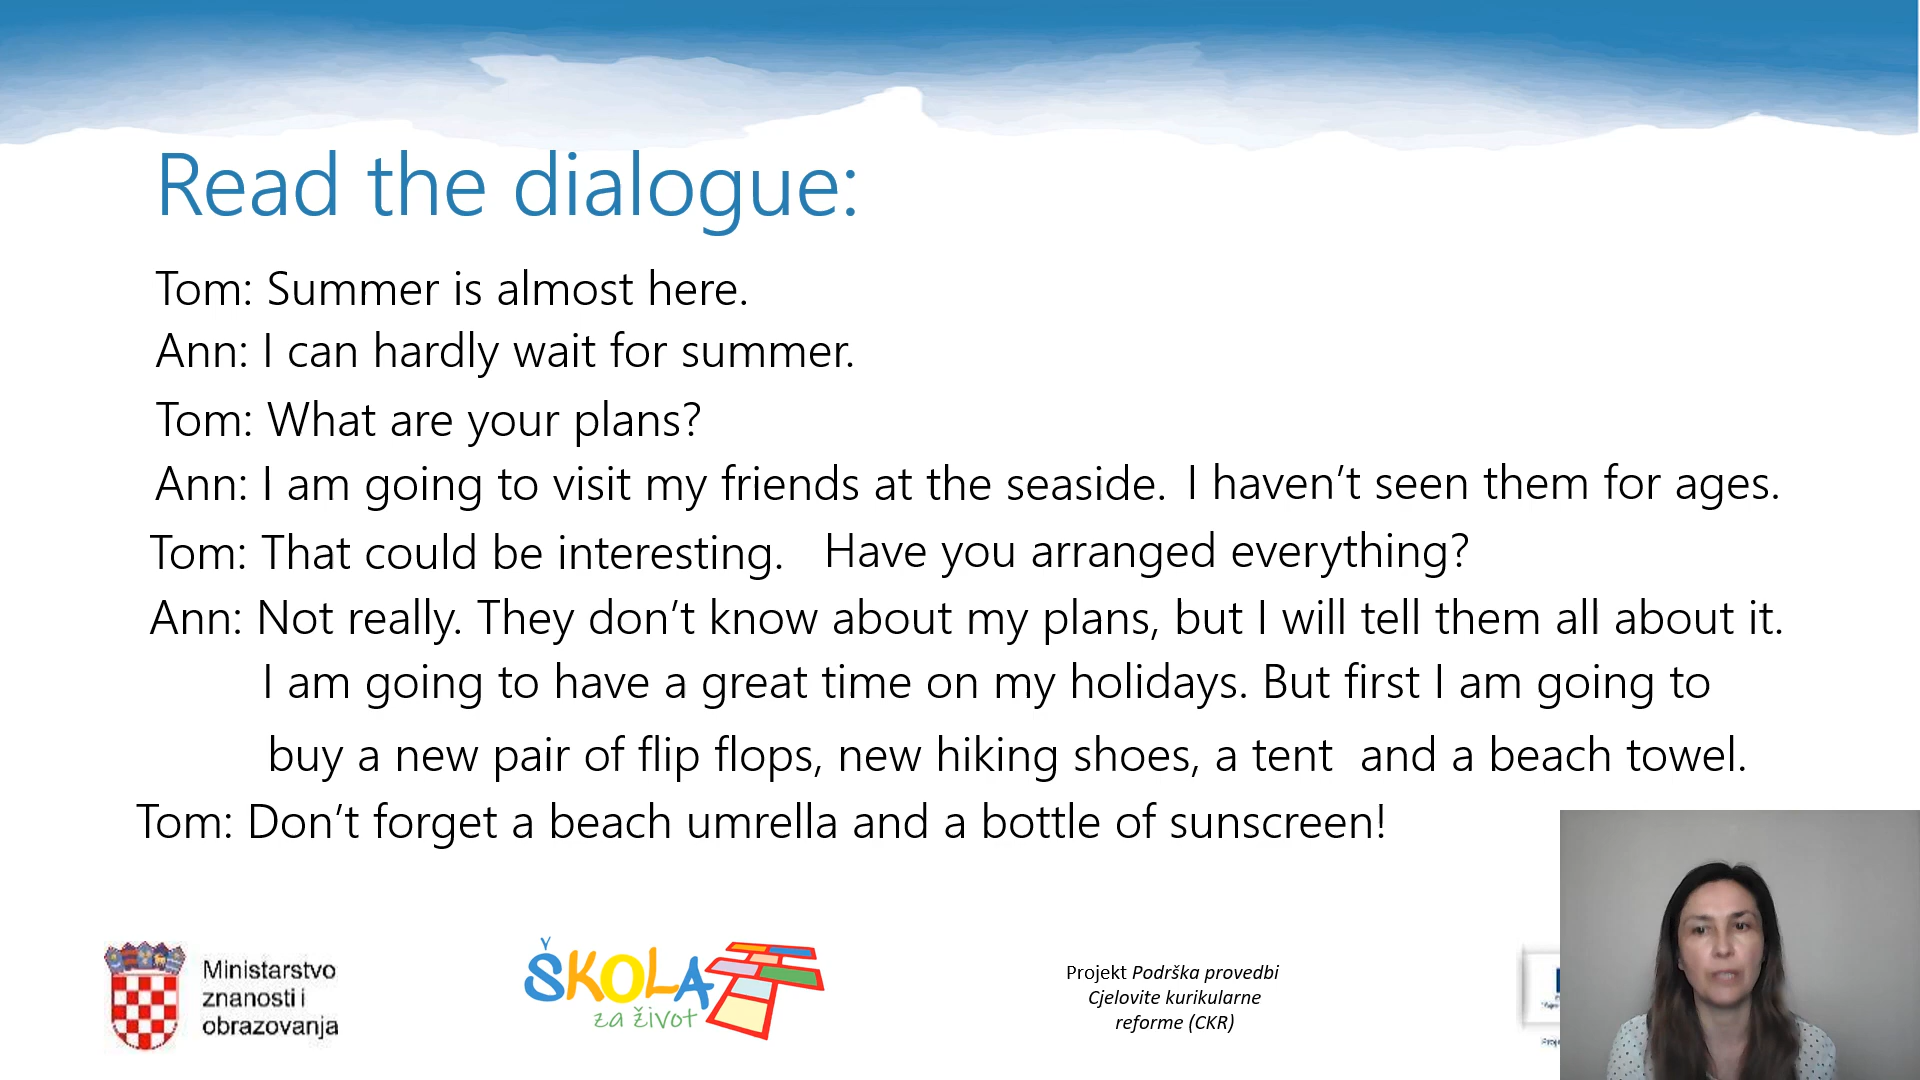 Read the dialogue:
Tom: Summer is almost here.
Ann: I can hardly wait for summer.
Tom: What are your plans?
Ann: I am going to visit my friends at the seaside. I haven’t seen them for ages.
Tom: That could be interesting. Have you arranged everything?
Ann: Not really. They don’t know about my plans, but I will tell them all about it.
I am going to have a great time on my holidays. But first I am going to
buy a new pair of flip flops, new hiking shoes, a tent and a beach towel.
Tom: Don’t forget a beach umrella and a bottle of sunscreen!
Ministarstvo
znanosti i
obrazovanja
ŠKOLA
za život
Projekt Podrška provedbi
Cjelovite kurikularne
reforme (CKR)